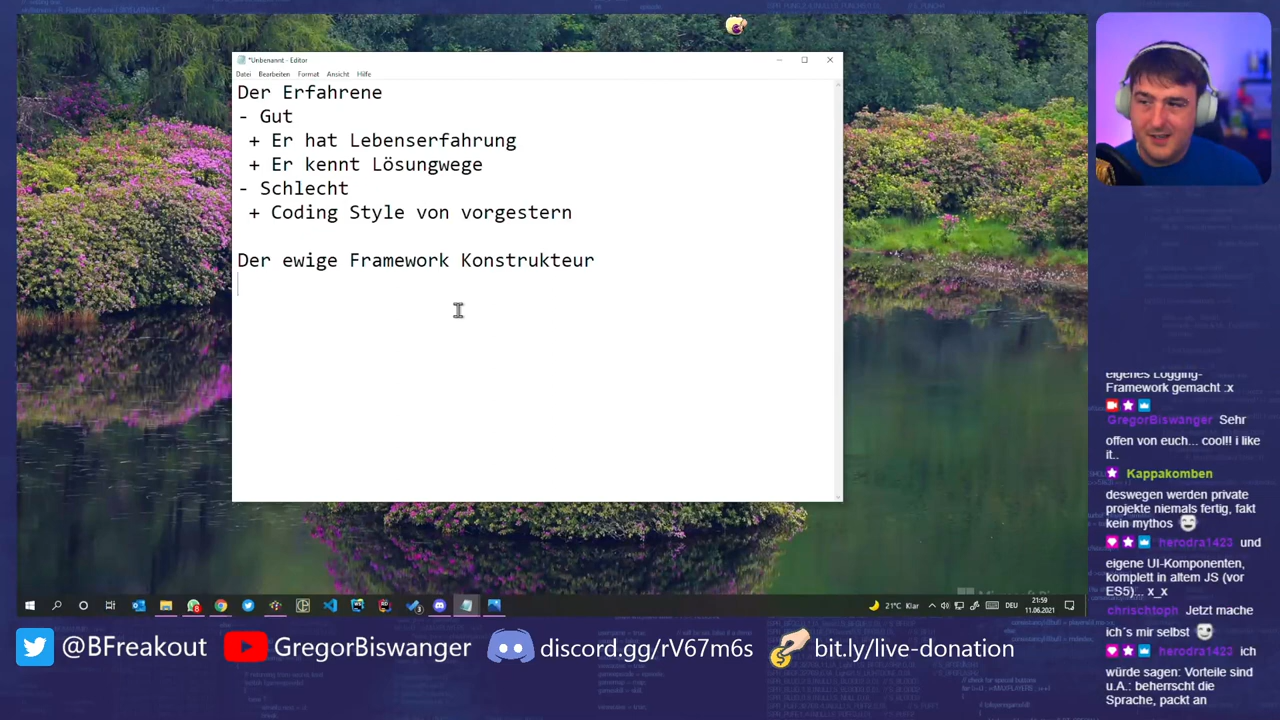 *Unbenannt - Editor
Datei Bearbeiten Format Ansicht Hilfe
Der Erfahrene
- Gut
+ Er hat Lebenserfahrung
+ Er kennt Lösungwege
- Schlecht
+ Coding Style von vorgestern
Der ewige Framework Konstrukteur
eigenes Logging-
Framework gemacht :x
GregorBiswanger Sehr
offen von euch... cool!! i like
it..
Kappakomben
deswegen werden private
projekte niemals fertig, fakt
kein mythos
herodra1423 und
eigene UI-Komponenten,
komplett in altem JS (vor
ES5)... x_x
chrischtoph Jetzt mache
ich´s mir selbst
herodra1423 ich
würde sagen: Vorteile sind
u.A.: beherrscht die
Sprache, packt an
21°C Klar
DEU
21:59
11.06.2021
@BFreakout
GregorBiswanger
discord.gg/rV67m6s
bit.ly/live-donation